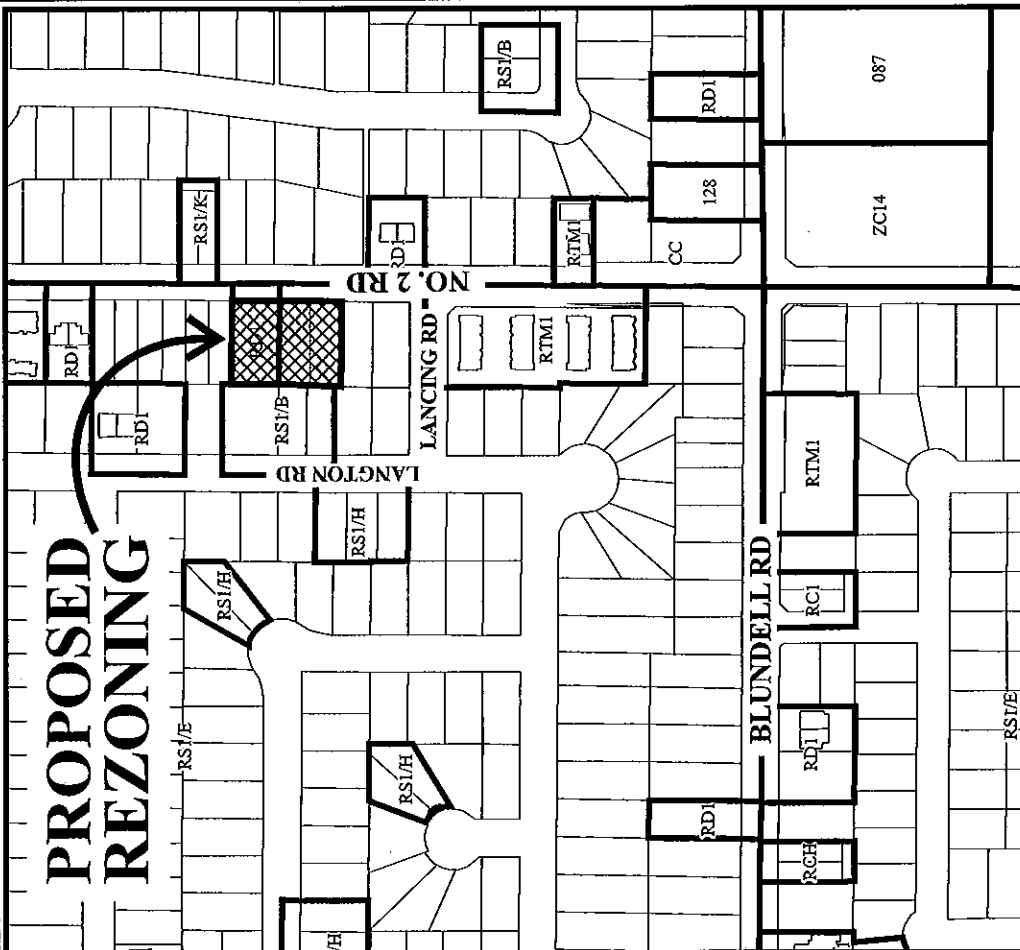 PROPOSED
REZONING
RS1/B
RD1
087
128
ZC14
RS1/K
RD1
RTM1
CC
NO. 2 RD
RD1
LANCING RD
RTM1
RD1
RS1/B
LANGTON RD
RS1/H
RTM1
RS1/H
BLUNDELL RD
RC1
RS1/E
RS1/H
RD1
RS1/E
RD1
RCH
/H